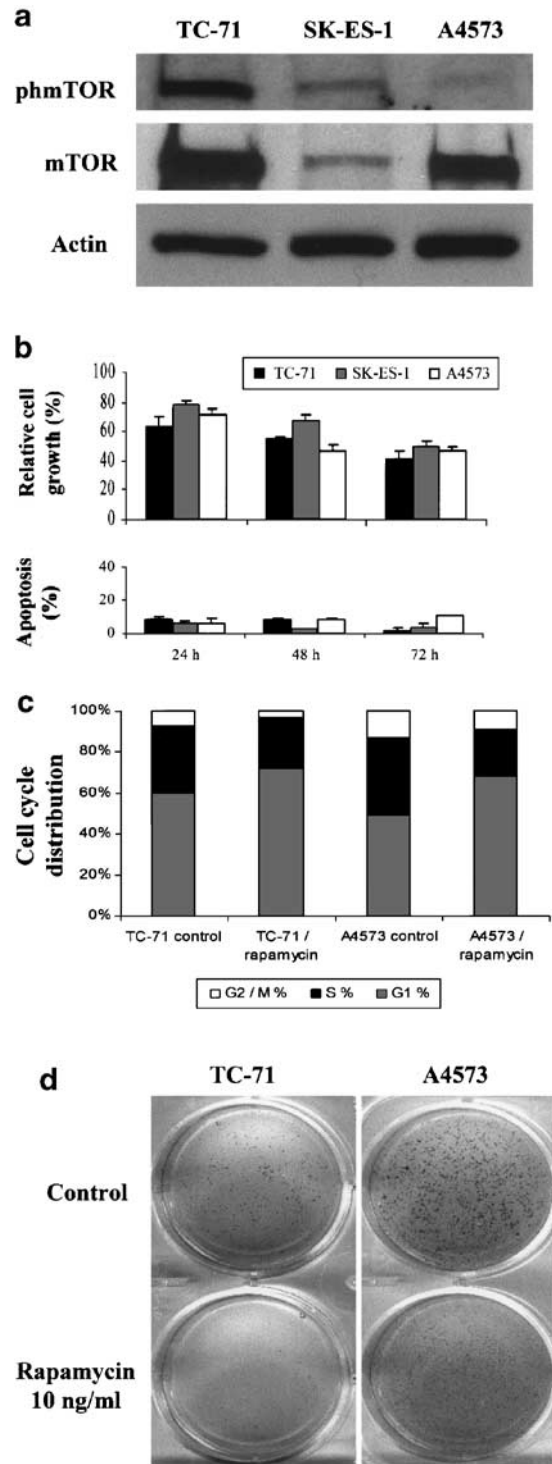 a
TC-71 SK-ES-1 A4573
phmTOR
mTOR
Actin
b
TC-71 SK-ES-1 A4573
Relative cell
growth (%)
100
80
60
40
20
0
Apoptosis
(%)
40
20
0
24 h 48 h 72 h
c
Cell cycle
distribution
100%
80%
60%
40%
20%
0%
TC-71 control TC-71 / rapamycin A4573 control A4573 / rapamycin
G2 / M % S % G1 %
d
TC-71 A4573
Control
Rapamycin
10 ng/ml